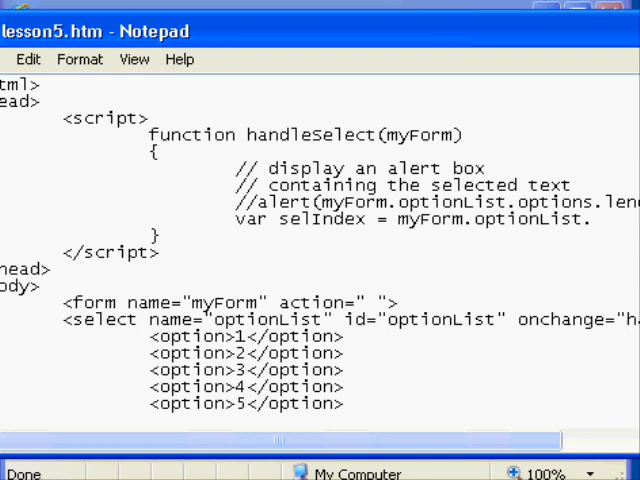 lesson5.htm - Notepad
Edit Format View Help
tml>
ead>
<script>
function handleSelect(myForm)
{
// display an alert box
// containing the selected text
//alert(myForm.optionList.options.len
var selIndex = myForm.optionList.
}
</script>
head>
ody>
<form name="myForm" action=" ">
<select name="optionList" id="optionList" onchange="ha
<option>1</option>
<option>2</option>
<option>3</option>
<option>4</option>
<option>5</option>
Done My Computer 100%